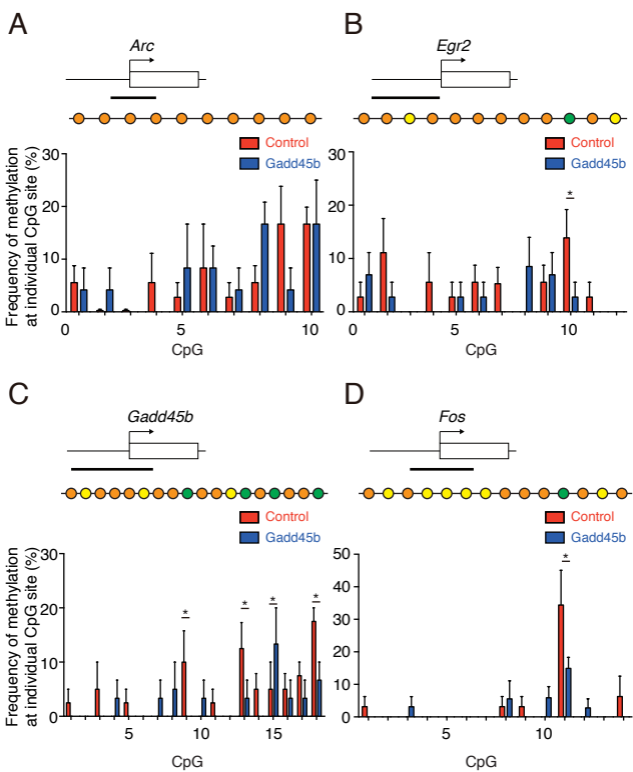 A
Arc
Control
Gadd45b
Frequency of methylation
at individual CpG site (%)
30
20
10
0
0 5 10
CpG
B
Egr2
Control
Gadd45b
30
20
10
0
*
0 5 10
CpG
C
Gadd45b
Control
Gadd45b
Frequency of methylation
at individual CpG site (%)
30
20
10
0
* * * *
5 10 15
CpG
D
Fos
Control
Gadd45b
50
40
30
20
10
0
*
5 10
CpG